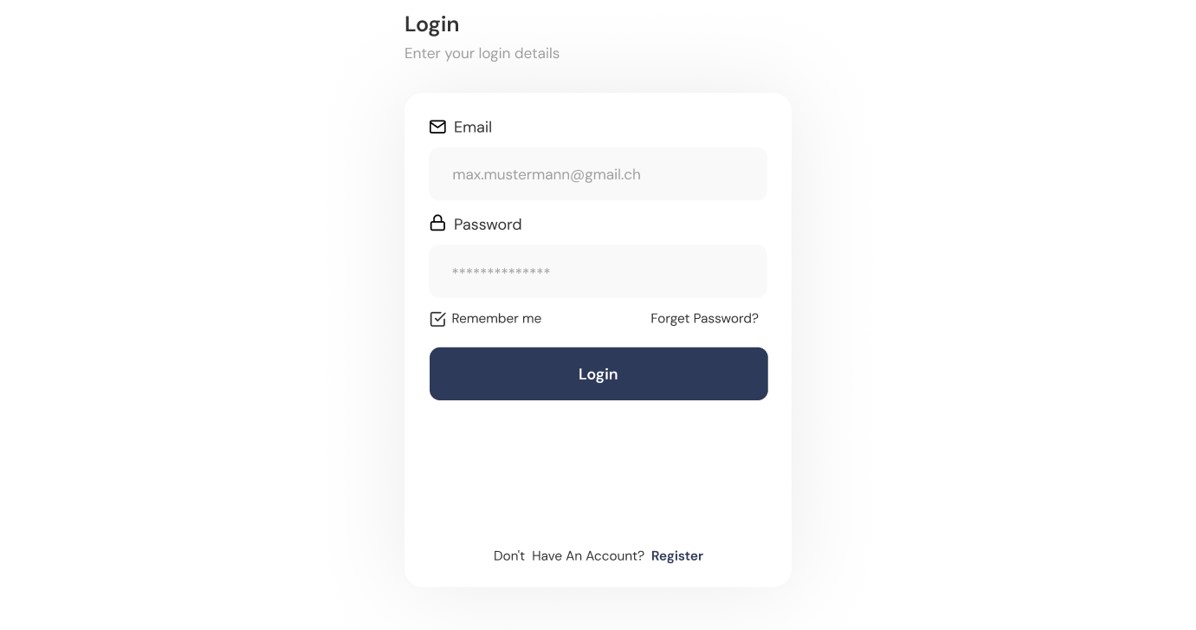 Login
Enter your login details
Email
max.mustermann@gmail.ch
Password
**************
Remember me
Forget Password?
Login
Don't Have An Account? Register